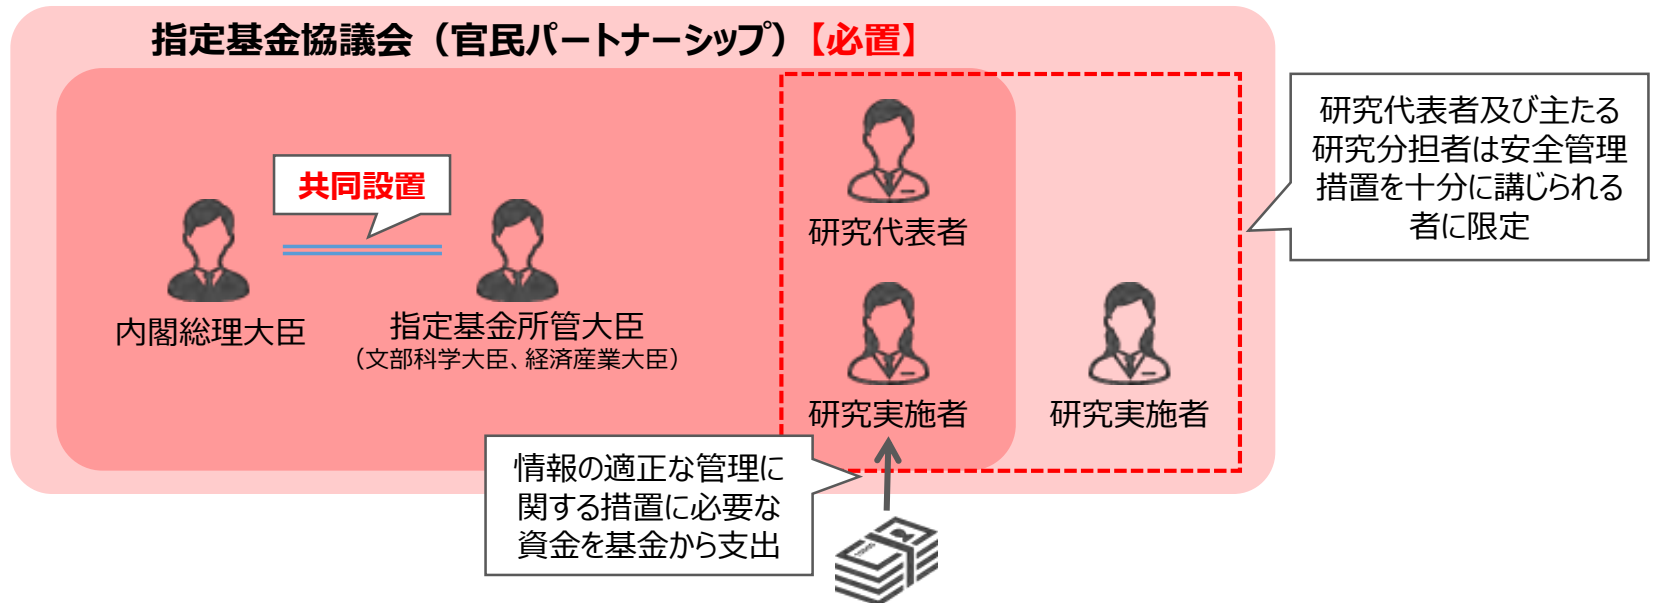 指定基金協議会（官民パートナーシップ）【必置】
共同設置
内閣総理大臣
指定基金所管大臣
（文部科学大臣、経済産業大臣）
研究代表者
研究実施者
研究実施者
研究代表者及び主たる
研究分担者は安全管理
措置を十分に講じられる
者に限定
情報の適正な管理に
関する措置に必要な
資金を基金から支出